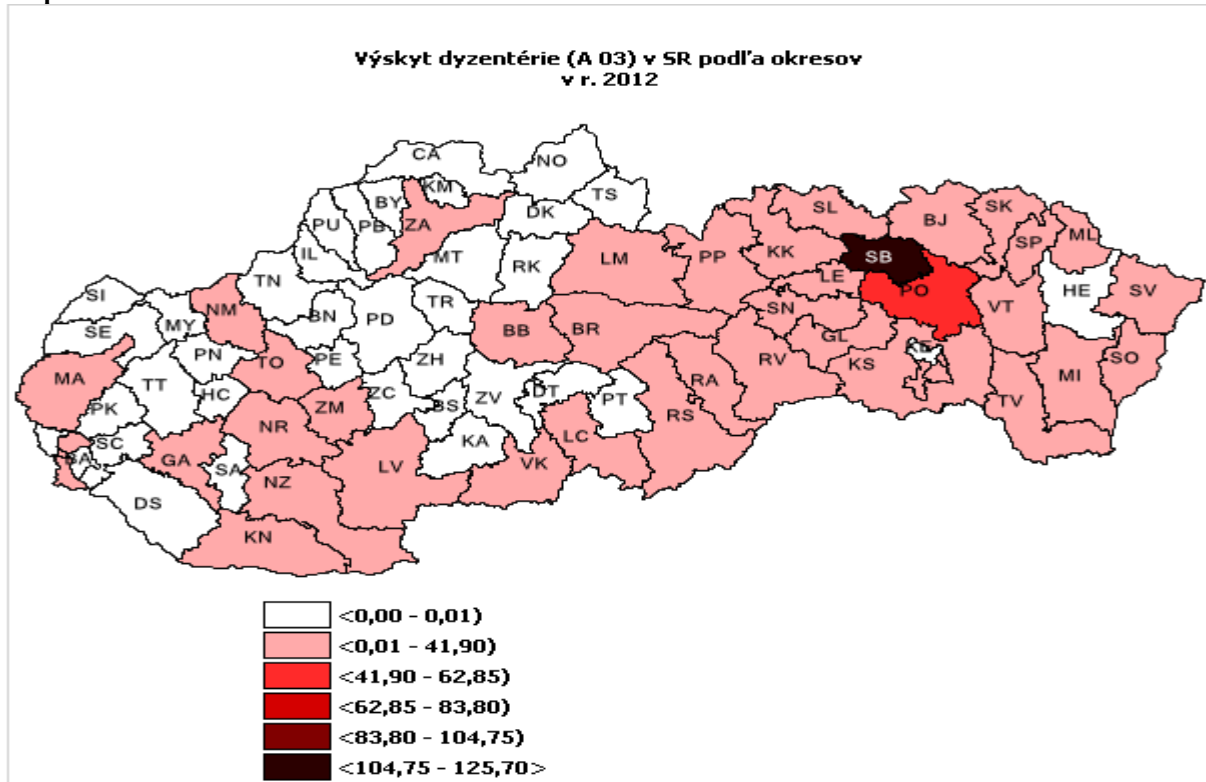 Výskyt dyzentérie (A 03) v SR podľa okresov
v r. 2012
CA
NO
KM
TS
BY
DK
PU
PB
ZA
SL
BJ
SK
SP
ML
IL
MT
RK
LM
PP
KK
SB
LE
HE
SV
TN
SI
NM
BN
PD
TR
BB
BR
SN
PO
VT
SE
MY
PN
PE
ZH
GL
KE
SO
MA
TT
HC
TO
ZM
ZC
BS
ZV
DT
PT
RA
RV
KS
MI
PK
NR
KA
LC
RS
TV
SC
BA
GA
SA
NZ
LV
VK
DS
KN
<0,00 - 0,01)
<0,01 - 41,90)
<41,90 - 62,85)
<62,85 - 83,80)
<83,80 - 104,75)
<104,75 - 125,70>